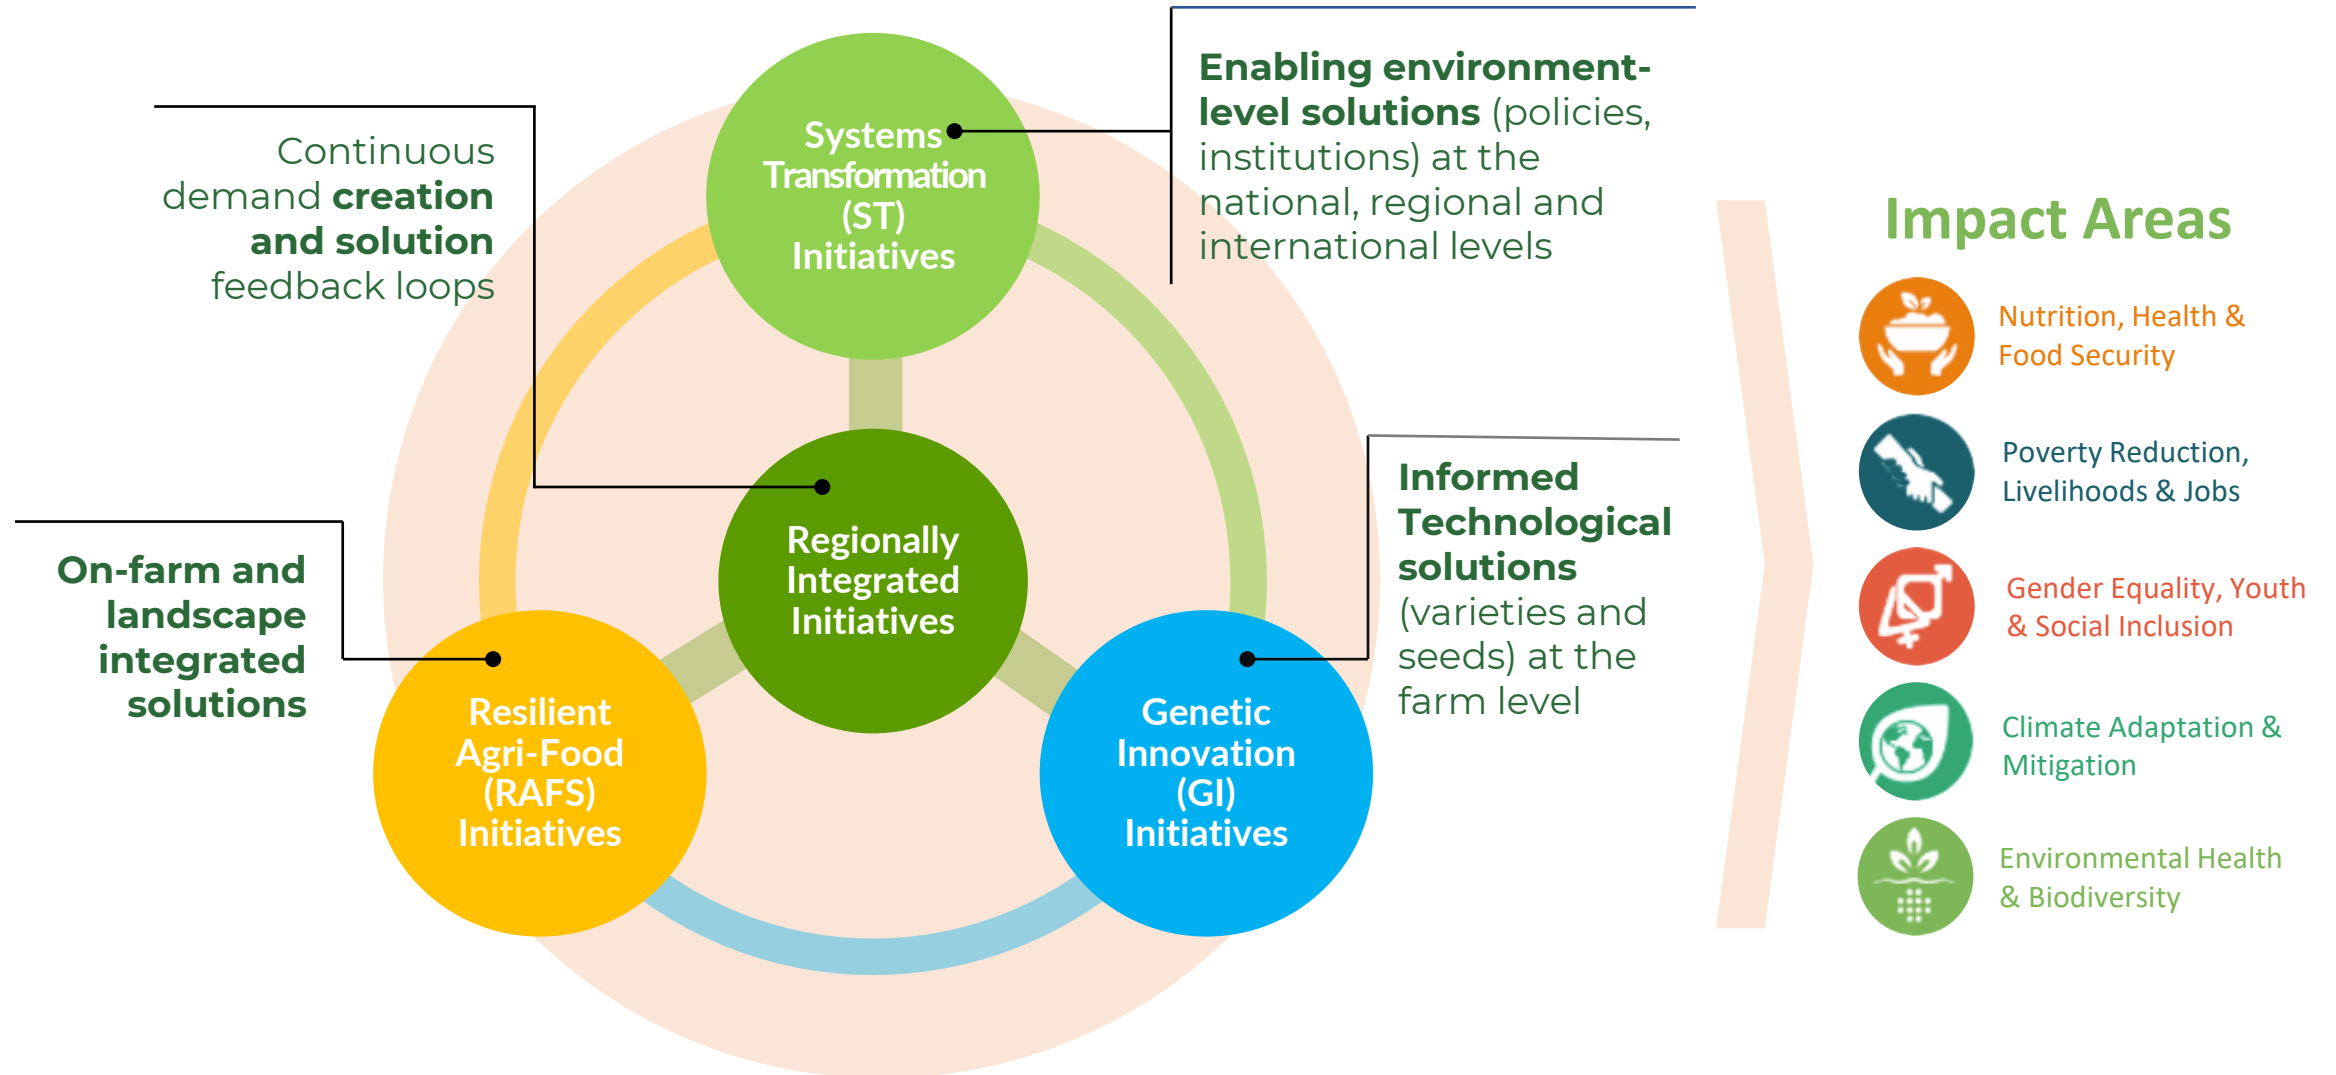 Continuous
demand creation
and solution
feedback loops
On-farm and
landscape
integrated
solutions
Systems
Transformation
(ST)
Initiatives
Regionally
Integrated
Initiatives
Resilient
Agri-Food
(RAFS)
Initiatives
Genetic
Innovation
(GI)
Initiatives
Enabling environment-
level solutions (policies,
institutions) at the
national, regional and
international levels
Informed
Technological
solutions
(varieties and
seeds) at the
farm level
Impact Areas
Nutrition, Health &
Food Security
Poverty Reduction,
Livelihoods & Jobs
Gender Equality, Youth
& Social Inclusion
Climate Adaptation &
Mitigation
Environmental Health
& Biodiversity